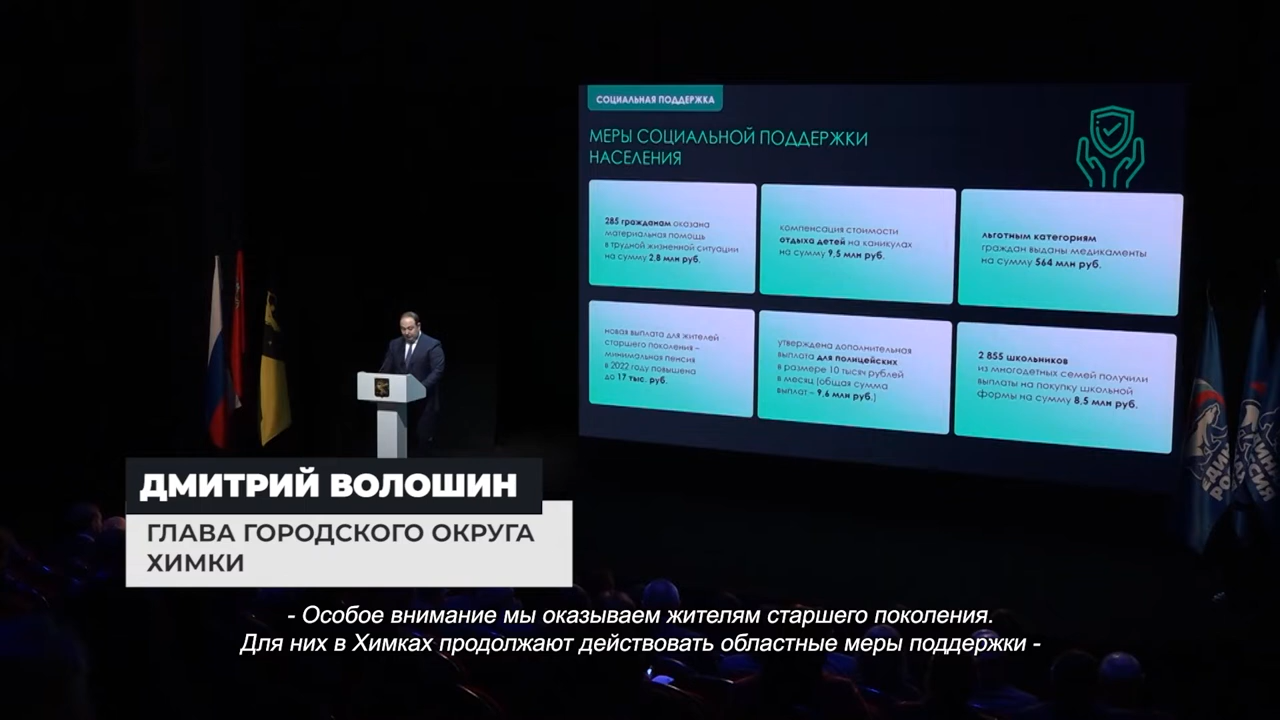 СОЦИАЛЬНАЯ ПОДДЕРЖКА
МЕРЫ СОЦИАЛЬНОЙ ПОДДЕРЖКИ
НАСЕЛЕНИЯ
285 гражданам оказана
материальная помощь
в трудной жизненной ситуации
на сумму 2,8 млн руб.
компенсация стоимости
отдыха детей на каникулах
на сумму 9,5 млн руб.
льготным категориям
граждан выданы медикаменты
на сумму 564 млн руб.
новая выплата для жителей
старшего поколения –
минимальная пенсия
в 2022 году повышена
до 17 тыс. руб.
утверждена дополнительная
выплата для полицейских
в размере 10 тысяч рублей
в месяц (общая сумма
выплат – 9,6 млн руб.)
2 855 школьников
из многодетных семей получили
выплаты на покупку школьной
формы на сумму 8,5 млн руб.
ЕДИНАЯ
РОССИЯ
ДМИТРИЙ ВОЛОШИН
ГЛАВА ГОРОДСКОГО ОКРУГА
ХИМКИ
- Особое внимание мы оказываем жителям старшего поколения.
Для них в Химках продолжают действовать областные меры поддержки -